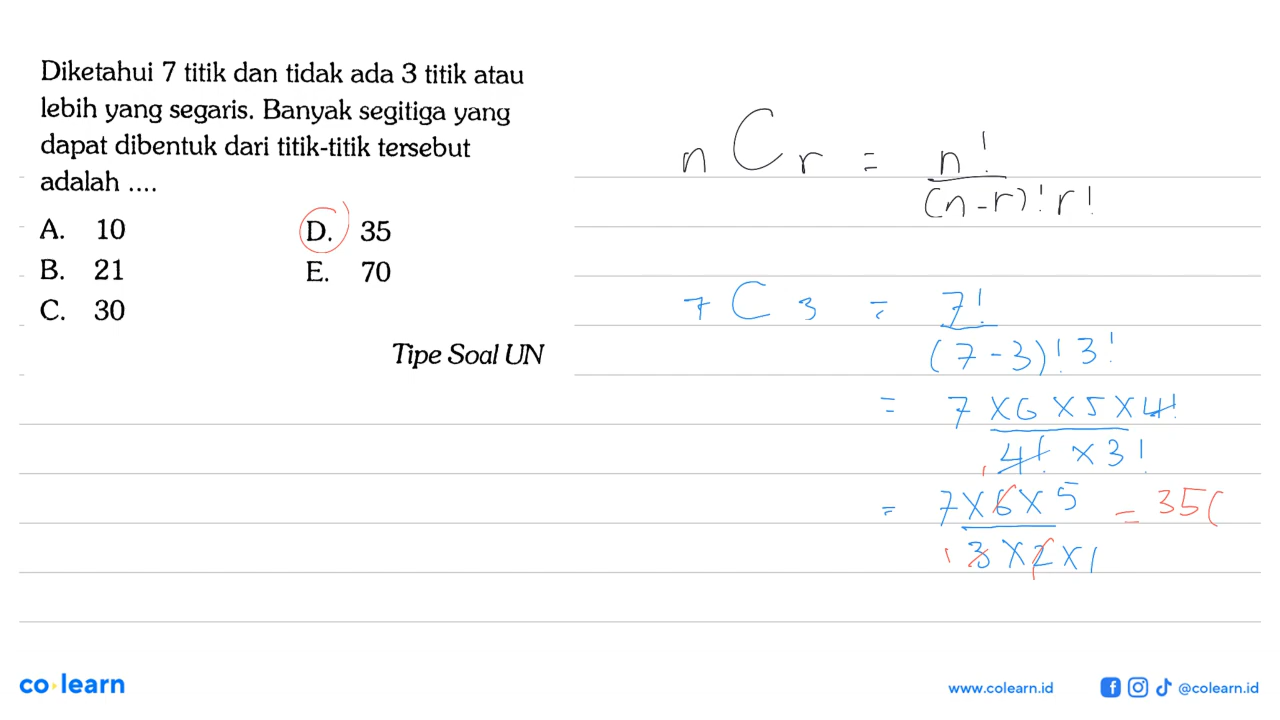 Diketahui 7 titik dan tidak ada 3 titik atau
lebih yang segaris. Banyak segitiga yang
dapat dibentuk dari titik-titik tersebut
adalah ....
A. 10
B. 21
C. 30
D. 35
E. 70
Tipe Soal UN
n C r = n!
(n-r)! r!
7 C 3 = 7!
(7-3)! 3!
= 7 × 6 × 5 × 4!
4! × 3!
= 7 × 6 × 5 = 35
3 × 2 × 1
co learn
www.colearn.id
@colearn.id